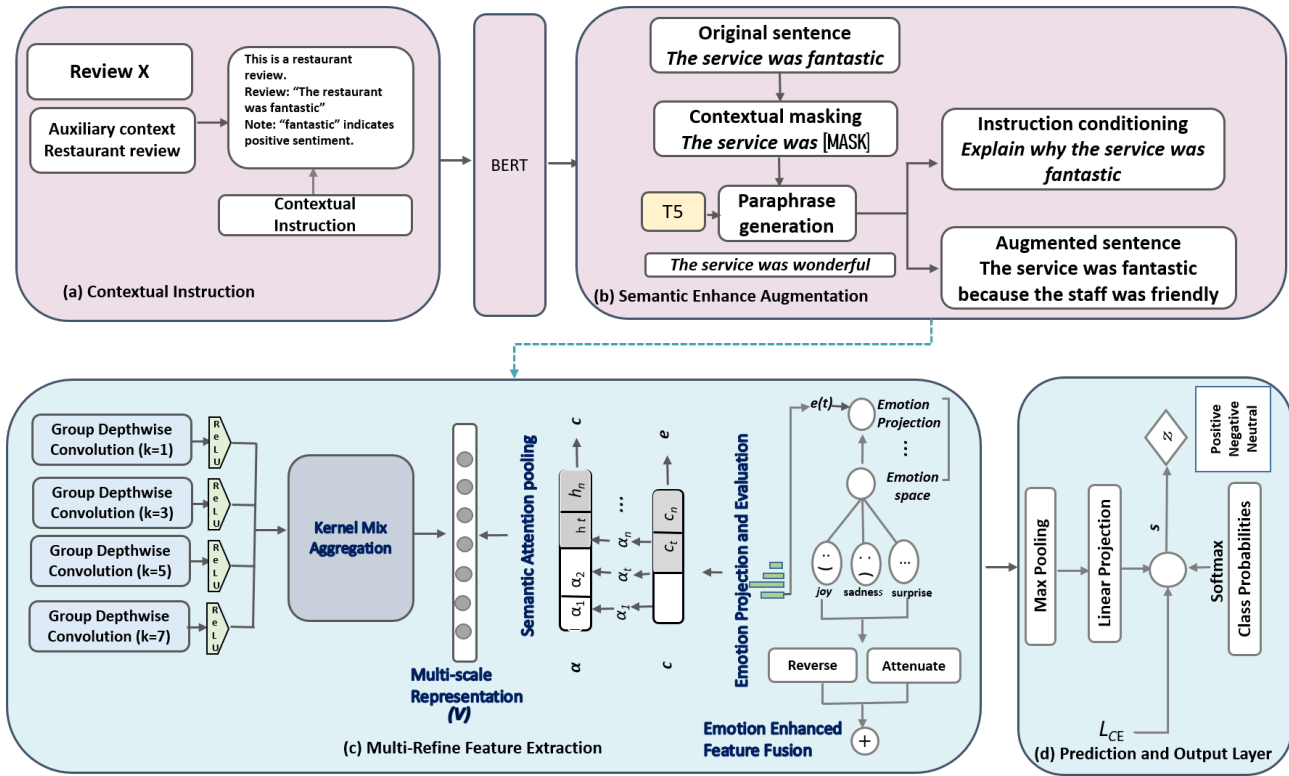 Review X
Auxiliary context
Restaurant review
This is a restaurant
review.
Review: “The restaurant
was fantastic”
Note: “fantastic” indicates
positive sentiment.
Contextual
Instruction
(a) Contextual Instruction
BERT
Original sentence
The service was fantastic
Contextual masking
The service was [MASK]
T5
Paraphrase
generation
The service was wonderful
Instruction conditioning
Explain why the service was
fantastic
Augmented sentence
The service was fantastic
because the staff was friendly
(b) Semantic Enhance Augmentation
Group Depthwise
Convolution (k=1)
ReLU
Group Depthwise
Convolution (k=3)
ReLU
Group Depthwise
Convolution (k=5)
ReLU
Group Depthwise
Convolution (k=7)
ReLU
Kernel Mix
Aggregation
Multi-scale
Representation
(V)
Semantic Attention pooling
c
h_n
h t
α_2
α_1
α
...
α_n
α_t
α_1
e
c_n
c_t
c
Emotion Projection and Evaluation
e(t)
Emotion
Projection
...
Emotion
space
...
joy
sadness
surprise
Reverse
Attenuate
+
Emotion Enhanced
Feature Fusion
(c) Multi-Refine Feature Extraction
Max Pooling
Linear Projection
z
s
Positive
Negative
Neutral
Softmax
Class Probabilities
L_CE
(d) Prediction and Output Layer